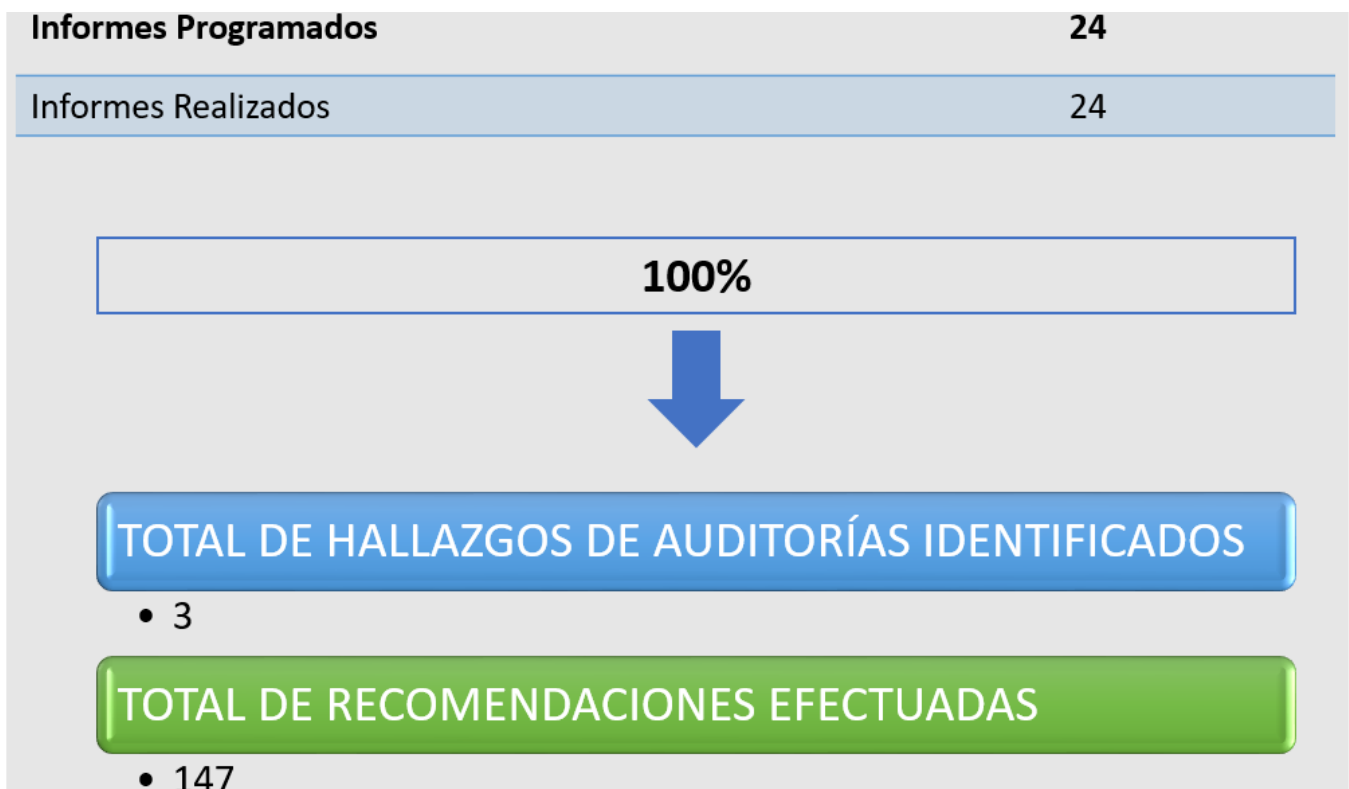 Informes Programados 24
Informes Realizados 24
100%
TOTAL DE HALLAZGOS DE AUDITORÍAS IDENTIFICADOS
• 3
TOTAL DE RECOMENDACIONES EFECTUADAS
• 147